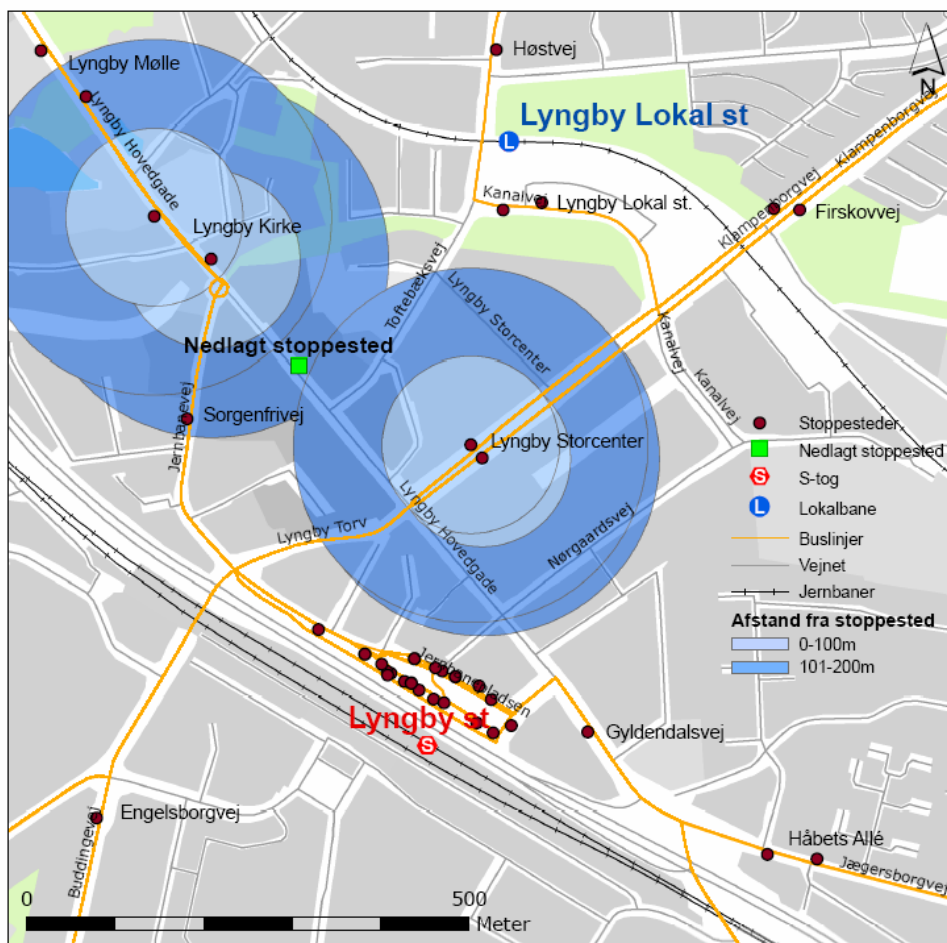 Høstvej
Lyngby Mølle
N
Klampenborgvej
Klampenborgvej
Lyngby Lokal st
L
Lyngby Hovedgade
Kanalvej
Lyngby Lokal st.
Firskovvej
Lyngby Kirke
Toftebæksvej
Lyngby Storcenter
Kanalvej
Nedlagt stoppested
Kanalvej
Sorgenfrivej
Jernbanevej
Lyngby Storcenter
Stoppesteder
Nedlagt stoppested
S
S-tog
L
Lokalbane
Lyngby Hovedgade
Lyngby Torv
Nørgaardsvej
Buslinjer
Vejnet
Jernbaner
Afstand fra stoppested
0-100m
101-200m
Jernbanepladsen
Lyngby st
S
Gyldendalsvej
Engelsborgvej
Buddingevej
Håbets Allé
Jægersborgvej
0
500
Meter